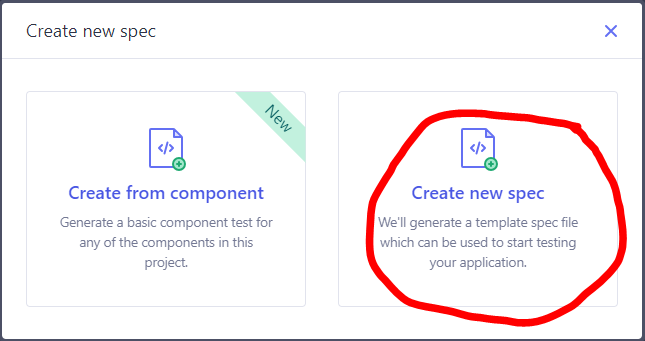 Create new spec
New
Create from component
Generate a basic component test for
any of the components in this
project.
Create new spec
We'll generate a template spec file
which can be used to start testing
your application.